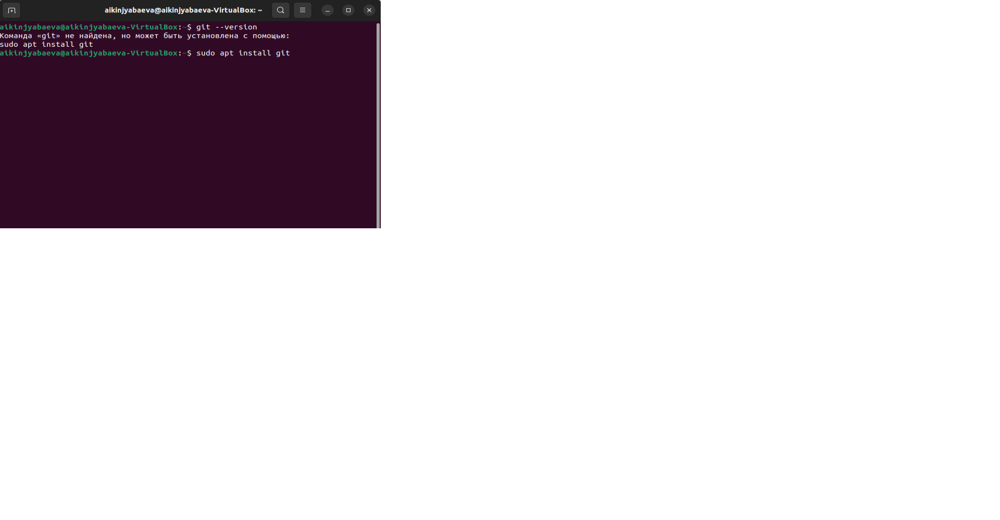 aikinjyabaeva@aikinjyabaeva-VirtualBox: ~
aikinjyabaeva@aikinjyabaeva-VirtualBox:~$ git --version
Команда «git» не найдена, но может быть установлена с помощью:
sudo apt install git
aikinjyabaeva@aikinjyabaeva-VirtualBox:~$ sudo apt install git